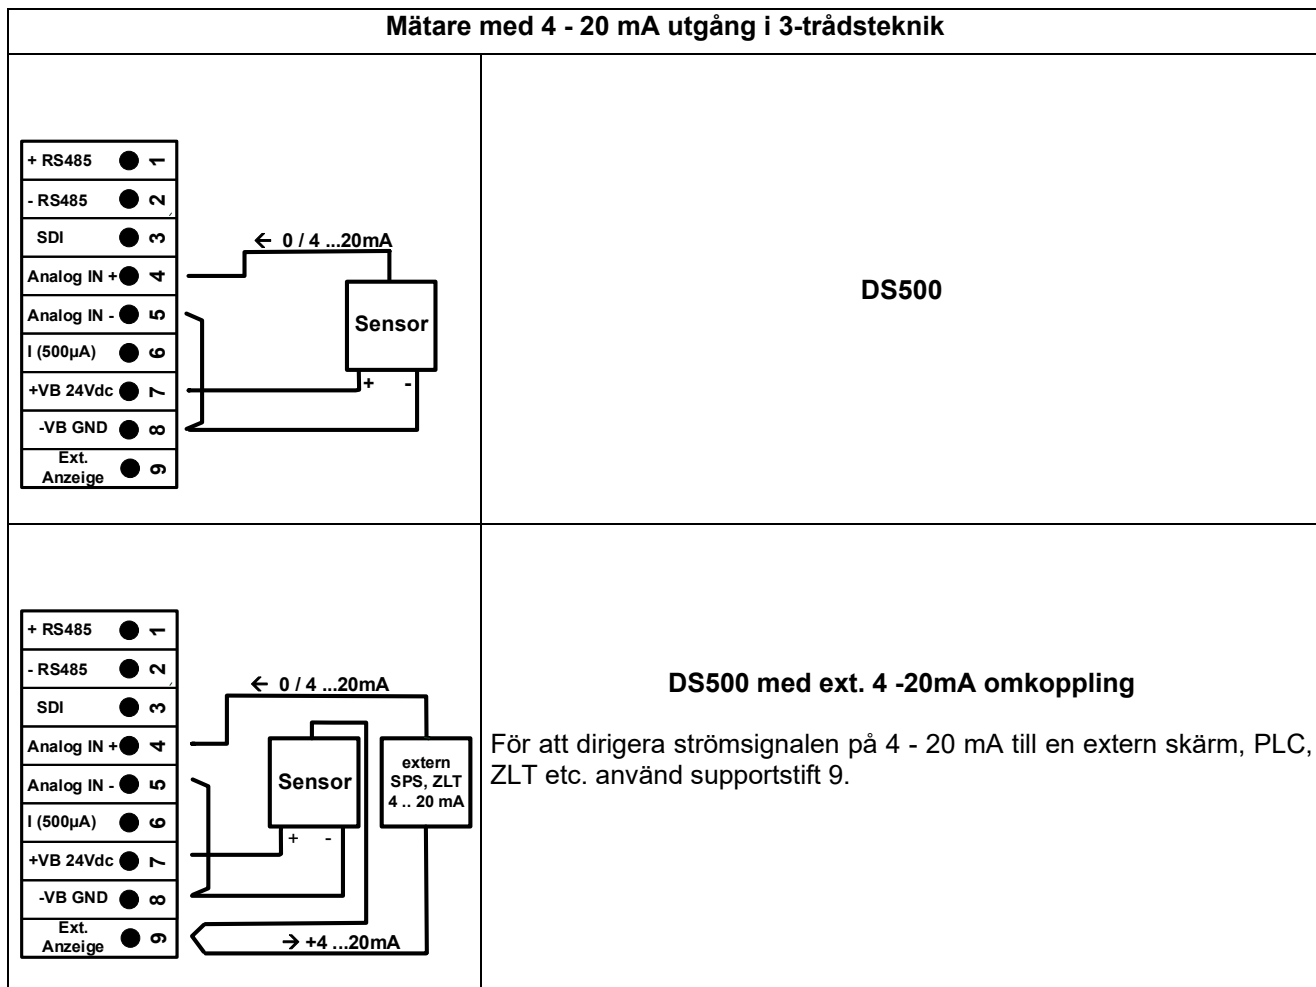 Mätare med 4 - 20 mA utgång i 3-trådsteknik
+ RS485 1
- RS485 2
SDI 3
Analog IN + 4
Analog IN - 5
I (500µA) 6
+VB 24Vdc 7
-VB GND 8
Ext.
Anzeige 9
← 0 / 4 ...20mA
Sensor
+ -
DS500
+ RS485 1
- RS485 2
SDI 3
Analog IN + 4
Analog IN - 5
I (500µA) 6
+VB 24Vdc 7
-VB GND 8
Ext.
Anzeige 9
← 0 / 4 ...20mA
Sensor
+ -
extern
SPS, ZLT
4 .. 20 mA
→ +4 ...20mA
DS500 med ext. 4 -20mA omkoppling
För att dirigera strömsignalen på 4 - 20 mA till en extern skärm, PLC,
ZLT etc. använd supportstift 9.